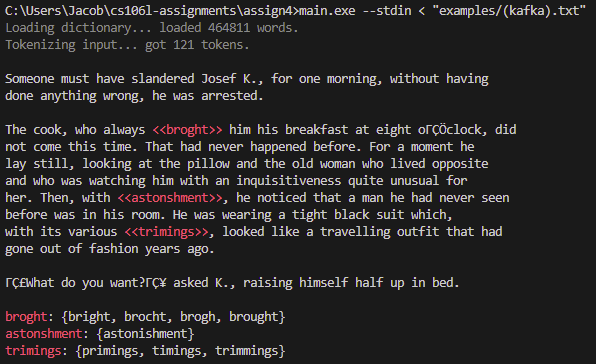 C:\Users\Jacob\cs106l-assignments\assign4>main.exe --stdin < "examples/(kafka).txt"
Loading dictionary... loaded 464811 words.
Tokenizing input... got 121 tokens.
Someone must have slandered Josef K., for one morning, without having
done anything wrong, he was arrested.
The cook, who always <<broght>> him his breakfast at eight oΓÇÖclock, did
not come this time. That had never happened before. For a moment he
lay still, looking at the pillow and the old woman who lived opposite
and who was watching him with an inquisitiveness quite unusual for
her. Then, with <<astonshment>>, he noticed that a man he had never seen
before was in his room. He was wearing a tight black suit which,
with its various <<trimings>>, looked like a travelling outfit that had
gone out of fashion years ago.
ΓÇ£What do you want?ΓÇ¥ asked K., raising himself half up in bed.
broght: {bright, brocht, brogh, brought}
astonshment: {astonishment}
trimings: {primings, timings, trimmings}